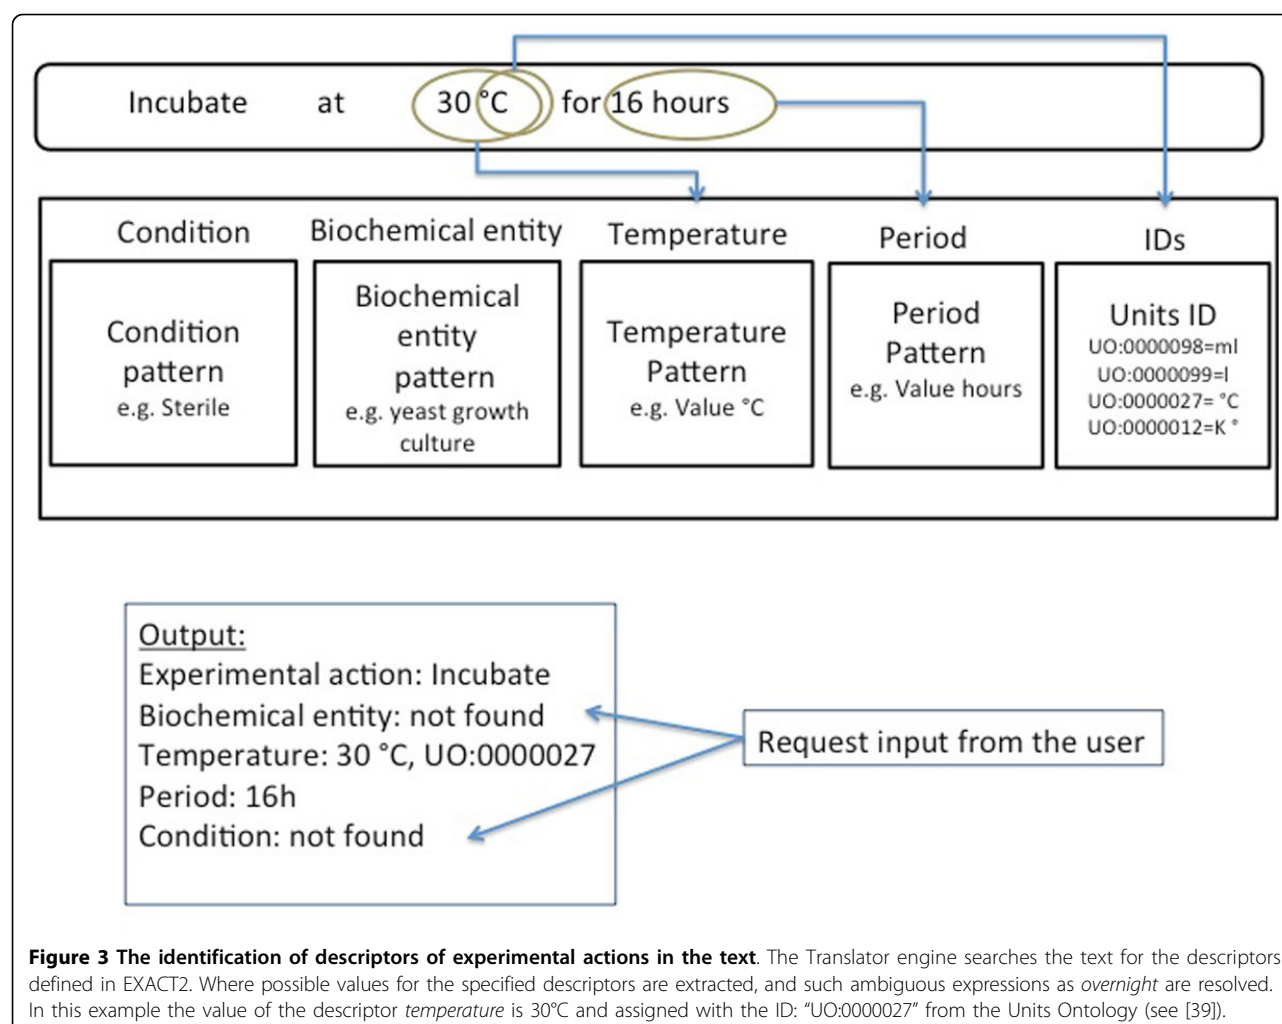 Incubate at 30 °C for 16 hours
Condition Biochemical entity Temperature Period IDs
Condition
pattern
e.g. Sterile
Biochemical
entity
pattern
e.g. yeast growth
culture
Temperature
Pattern
e.g. Value °C
Period
Pattern
e.g. Value hours
Units ID
UO:0000098=ml
UO:0000099=l
UO:0000027= °C
UO:0000012=K °
Output:
Experimental action: Incubate
Biochemical entity: not found
Temperature: 30 °C, UO:0000027
Period: 16h
Condition: not found
Request input from the user
Figure 3 The identification of descriptors of experimental actions in the text. The Translator engine searches the text for the descriptors
defined in EXACT2. Where possible values for the specified descriptors are extracted, and such ambiguous expressions as overnight are resolved.
In this example the value of the descriptor temperature is 30°C and assigned with the ID: “UO:0000027” from the Units Ontology (see [39]).